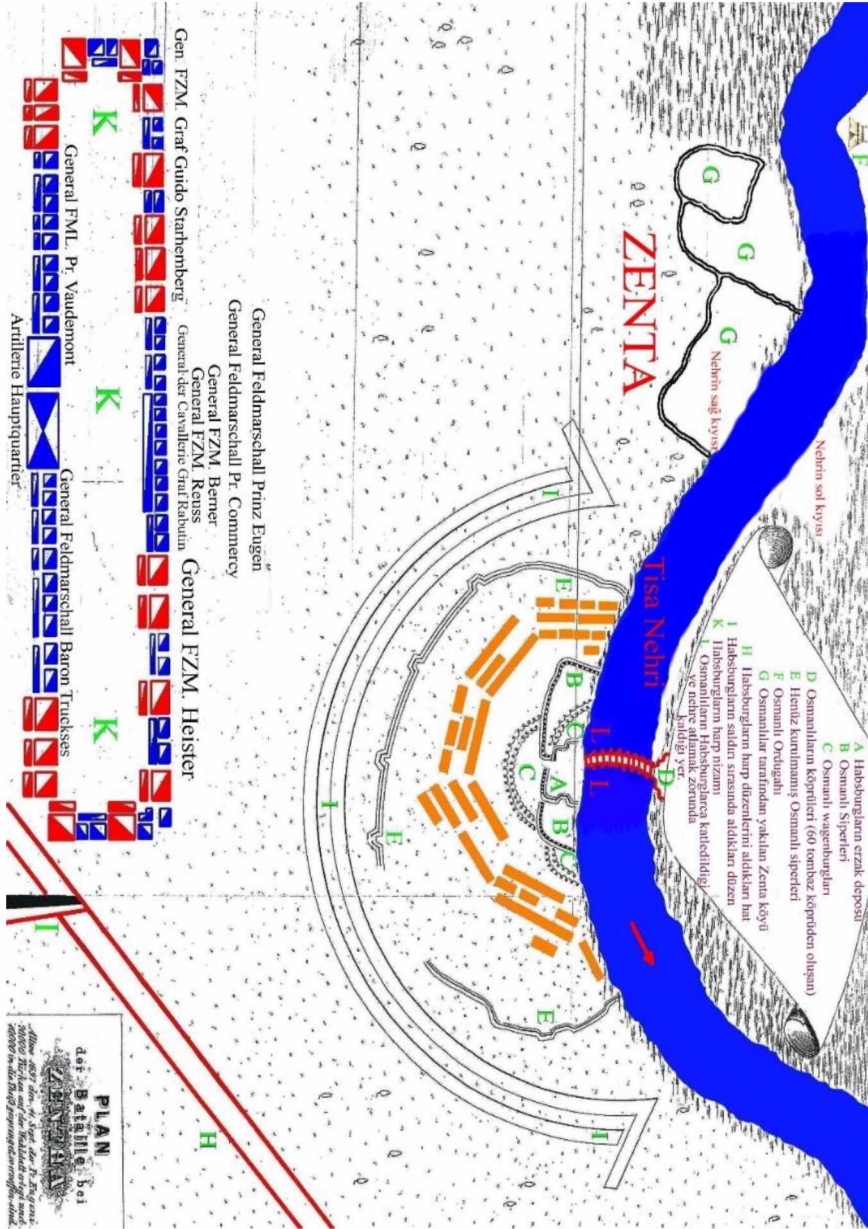 ZENTA
Nehrin sağ kıyısı
Nehrin sol kıyısı
Tisa Nehri
A Habsburgların erzak deposu
B Osmanlı Siperleri
C Osmanlı wagenburgları
D Osmanlıların köprüleri (60 tombaz köprüden oluşan)
E Henüz kurulmamış Osmanlı siperleri
F Osmanlı Ordugahı
G Osmanlılar tarafından yakılan Zenta köyü
H Habsburgların harp düzenlerini aldıkları hat
I Habsburgların saldırı sırasında aldıkları düzen
K Habsburgların harp nizamı
L Osmanlıların Habsburglarca katledildiği
ve nehre atlamak zorunda
kaldığı yer
F
G
G
G
D
L
L
E
B
C
A
C
B
C
E
E
I
I
I
General Feldmarschall Prinz Eugen
General Feldmarschall Pr. Commercy
General FZM. Berner
General FZM. Reuss
General der Cavallerie Graf Rabutin
Gen. FZM. Graf Guido Starhemberg
General FZM. Heister
K
K
K
General FML. Pr. Vaudemont
General Feldmarschall Baron Truckses
Artillerie Hauptquartier
I
H
PLAN
der Bataille bei
ZENTHA